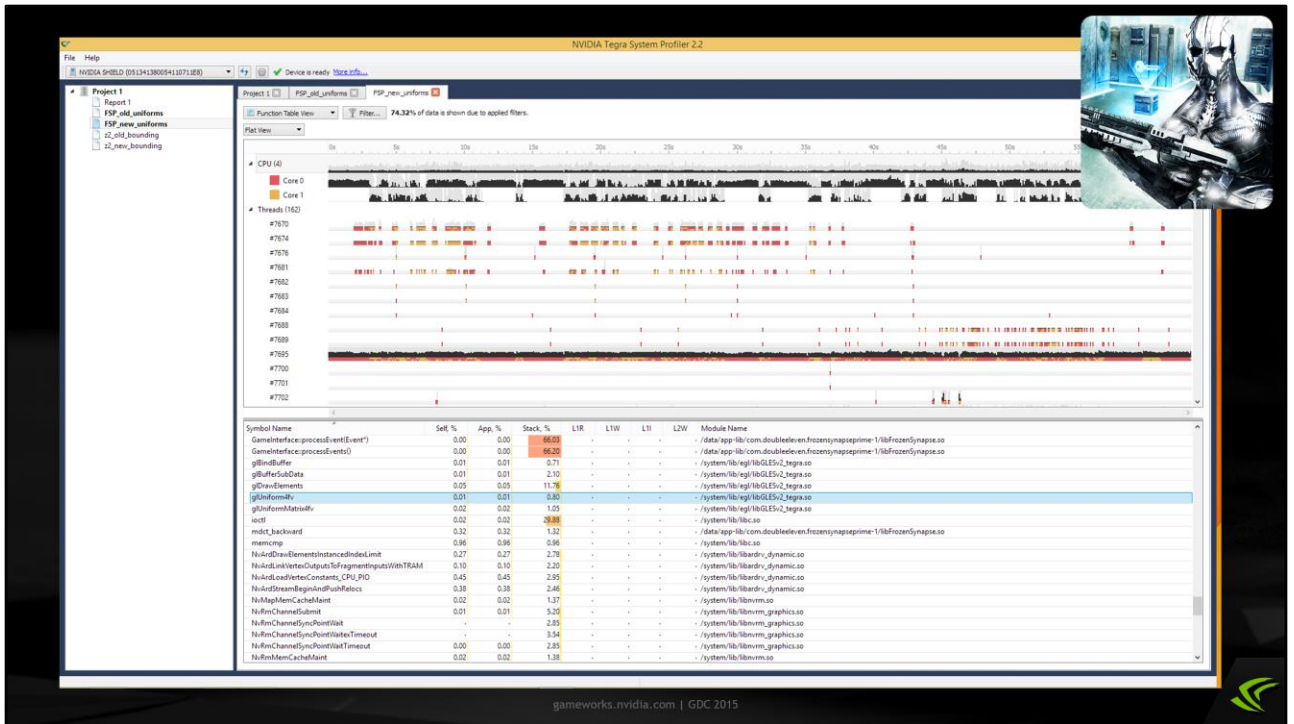 NVIDIA Tegra System Profiler 2.2
File Help
NVIDIA SHIELD (051341380054110711E8) Device is ready More info...
Project 1
Report 1
FSP_old_uniforms
FSP_new_uniforms
z2_old_bounding
z2_new_bounding
Project 1 FSP_old_uniforms FSP_new_uniforms
Function Table View Filter... 74.32% of data is shown due to applied filters.
Flat View
0s 5s 10s 15s 20s 25s 30s 35s 40s 45s 50s
CPU (4)
Core 0
Core 1
Threads (162)
#7670
#7674
#7676
#7681
#7682
#7683
#7684
#7688
#7689
#7695
#7700
#7701
#7702
Symbol Name Self, % App, % Stack, % L1R L1W L1I L2W Module Name
GameInterface::processEvent(Event*) 0.00 0.00 66.03 - - - - /data/app-lib/com.doubleeleven.frozensynapseprime-1/libFrozenSynapse.so
GameInterface::processEvents() 0.00 0.00 66.20 - - - - /data/app-lib/com.doubleeleven.frozensynapseprime-1/libFrozenSynapse.so
glBindBuffer 0.01 0.01 0.71 - - - - /system/lib/egl/libGLESv2_tegra.so
glBufferSubData 0.01 0.01 2.10 - - - - /system/lib/egl/libGLESv2_tegra.so
glDrawElements 0.05 0.05 11.76 - - - - /system/lib/egl/libGLESv2_tegra.so
glUniform4fv 0.01 0.01 0.80 - - - - /system/lib/egl/libGLESv2_tegra.so
glUniformMatrix4fv 0.02 0.02 1.05 - - - - /system/lib/egl/libGLESv2_tegra.so
ioctl 0.02 0.02 29.88 - - - - /system/lib/libc.so
mdct_backward 0.32 0.32 1.32 - - - - /data/app-lib/com.doubleeleven.frozensynapseprime-1/libFrozenSynapse.so
memcmp 0.96 0.96 0.96 - - - - /system/lib/libc.so
NvArdDrawElementsInstancedIndexLimit 0.27 0.27 2.78 - - - - /system/lib/libardrv_dynamic.so
NvArdLinkVertexOutputsToFragmentInputsWithTRAM 0.10 0.10 2.20 - - - - /system/lib/libardrv_dynamic.so
NvArdLoadVertexConstants_CPU_PIO 0.45 0.45 2.95 - - - - /system/lib/libardrv_dynamic.so
NvArdStreamBeginAndPushRelocs 0.38 0.38 2.46 - - - - /system/lib/libardrv_dynamic.so
NvMapMemCacheMaint 0.02 0.02 1.37 - - - - /system/lib/libnvrm.so
NvRmChannelSubmit 0.01 0.01 5.20 - - - - /system/lib/libnvrm_graphics.so
NvRmChannelSyncPointWait - - 2.85 - - - - /system/lib/libnvrm_graphics.so
NvRmChannelSyncPointWaitexTimeout - - 3.54 - - - - /system/lib/libnvrm_graphics.so
NvRmChannelSyncPointWaitTimeout 0.00 0.00 2.85 - - - - /system/lib/libnvrm_graphics.so
NvRmMemCacheMaint 0.02 0.02 1.38 - - - - /system/lib/libnvrm.so
gameworks.nvidia.com | GDC 2015